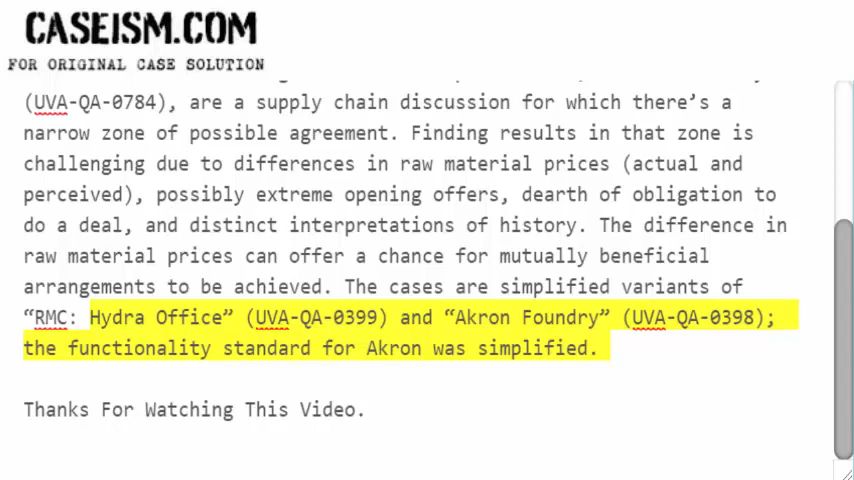 CASEISM.COM
FOR ORIGINAL CASE SOLUTION
(UVA-QA-0784), are a supply chain discussion for which there's a
narrow zone of possible agreement. Finding results in that zone is
challenging due to differences in raw material prices (actual and
perceived), possibly extreme opening offers, dearth of obligation to
do a deal, and distinct interpretations of history. The difference in
raw material prices can offer a chance for mutually beneficial
arrangements to be achieved. The cases are simplified variants of
“RMC: Hydra Office” (UVA-QA-0399) and “Akron Foundry” (UVA-QA-0398);
the functionality standard for Akron was simplified.
Thanks For Watching This Video.